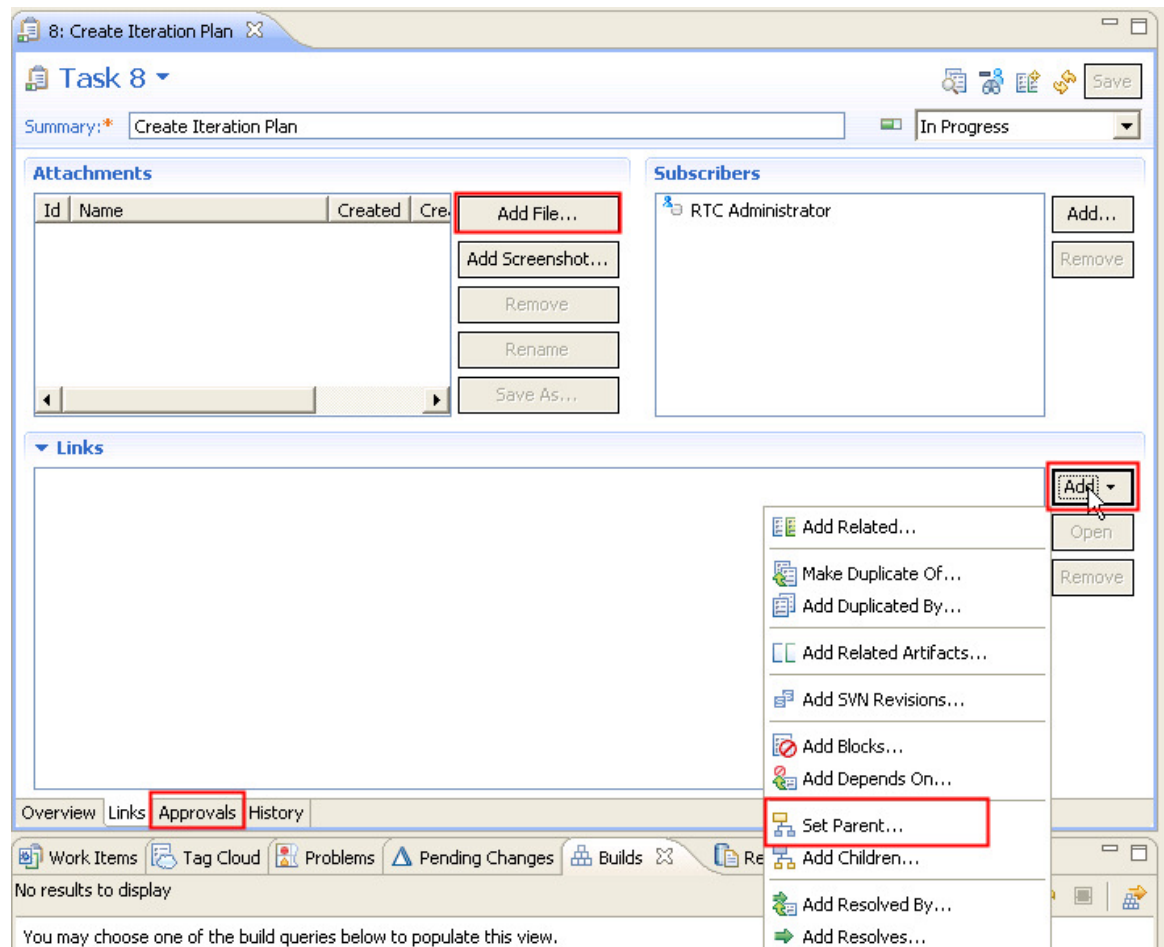 8: Create Iteration Plan
Task 8
Save
Summary:* Create Iteration Plan
In Progress
Attachments
Id Name Created Cre
Add File...
Add Screenshot...
Remove
Rename
Save As...
Subscribers
RTC Administrator
Add...
Remove
Links
Add
Open
Remove
Add Related...
Make Duplicate Of...
Add Duplicated By...
Add Related Artifacts...
Add SVN Revisions...
Add Blocks...
Add Depends On...
Set Parent...
Add Children...
Add Resolved By...
Add Resolves...
Overview Links Approvals History
Work Items Tag Cloud Problems Pending Changes Builds Re
No results to display
You may choose one of the build queries below to populate this view.